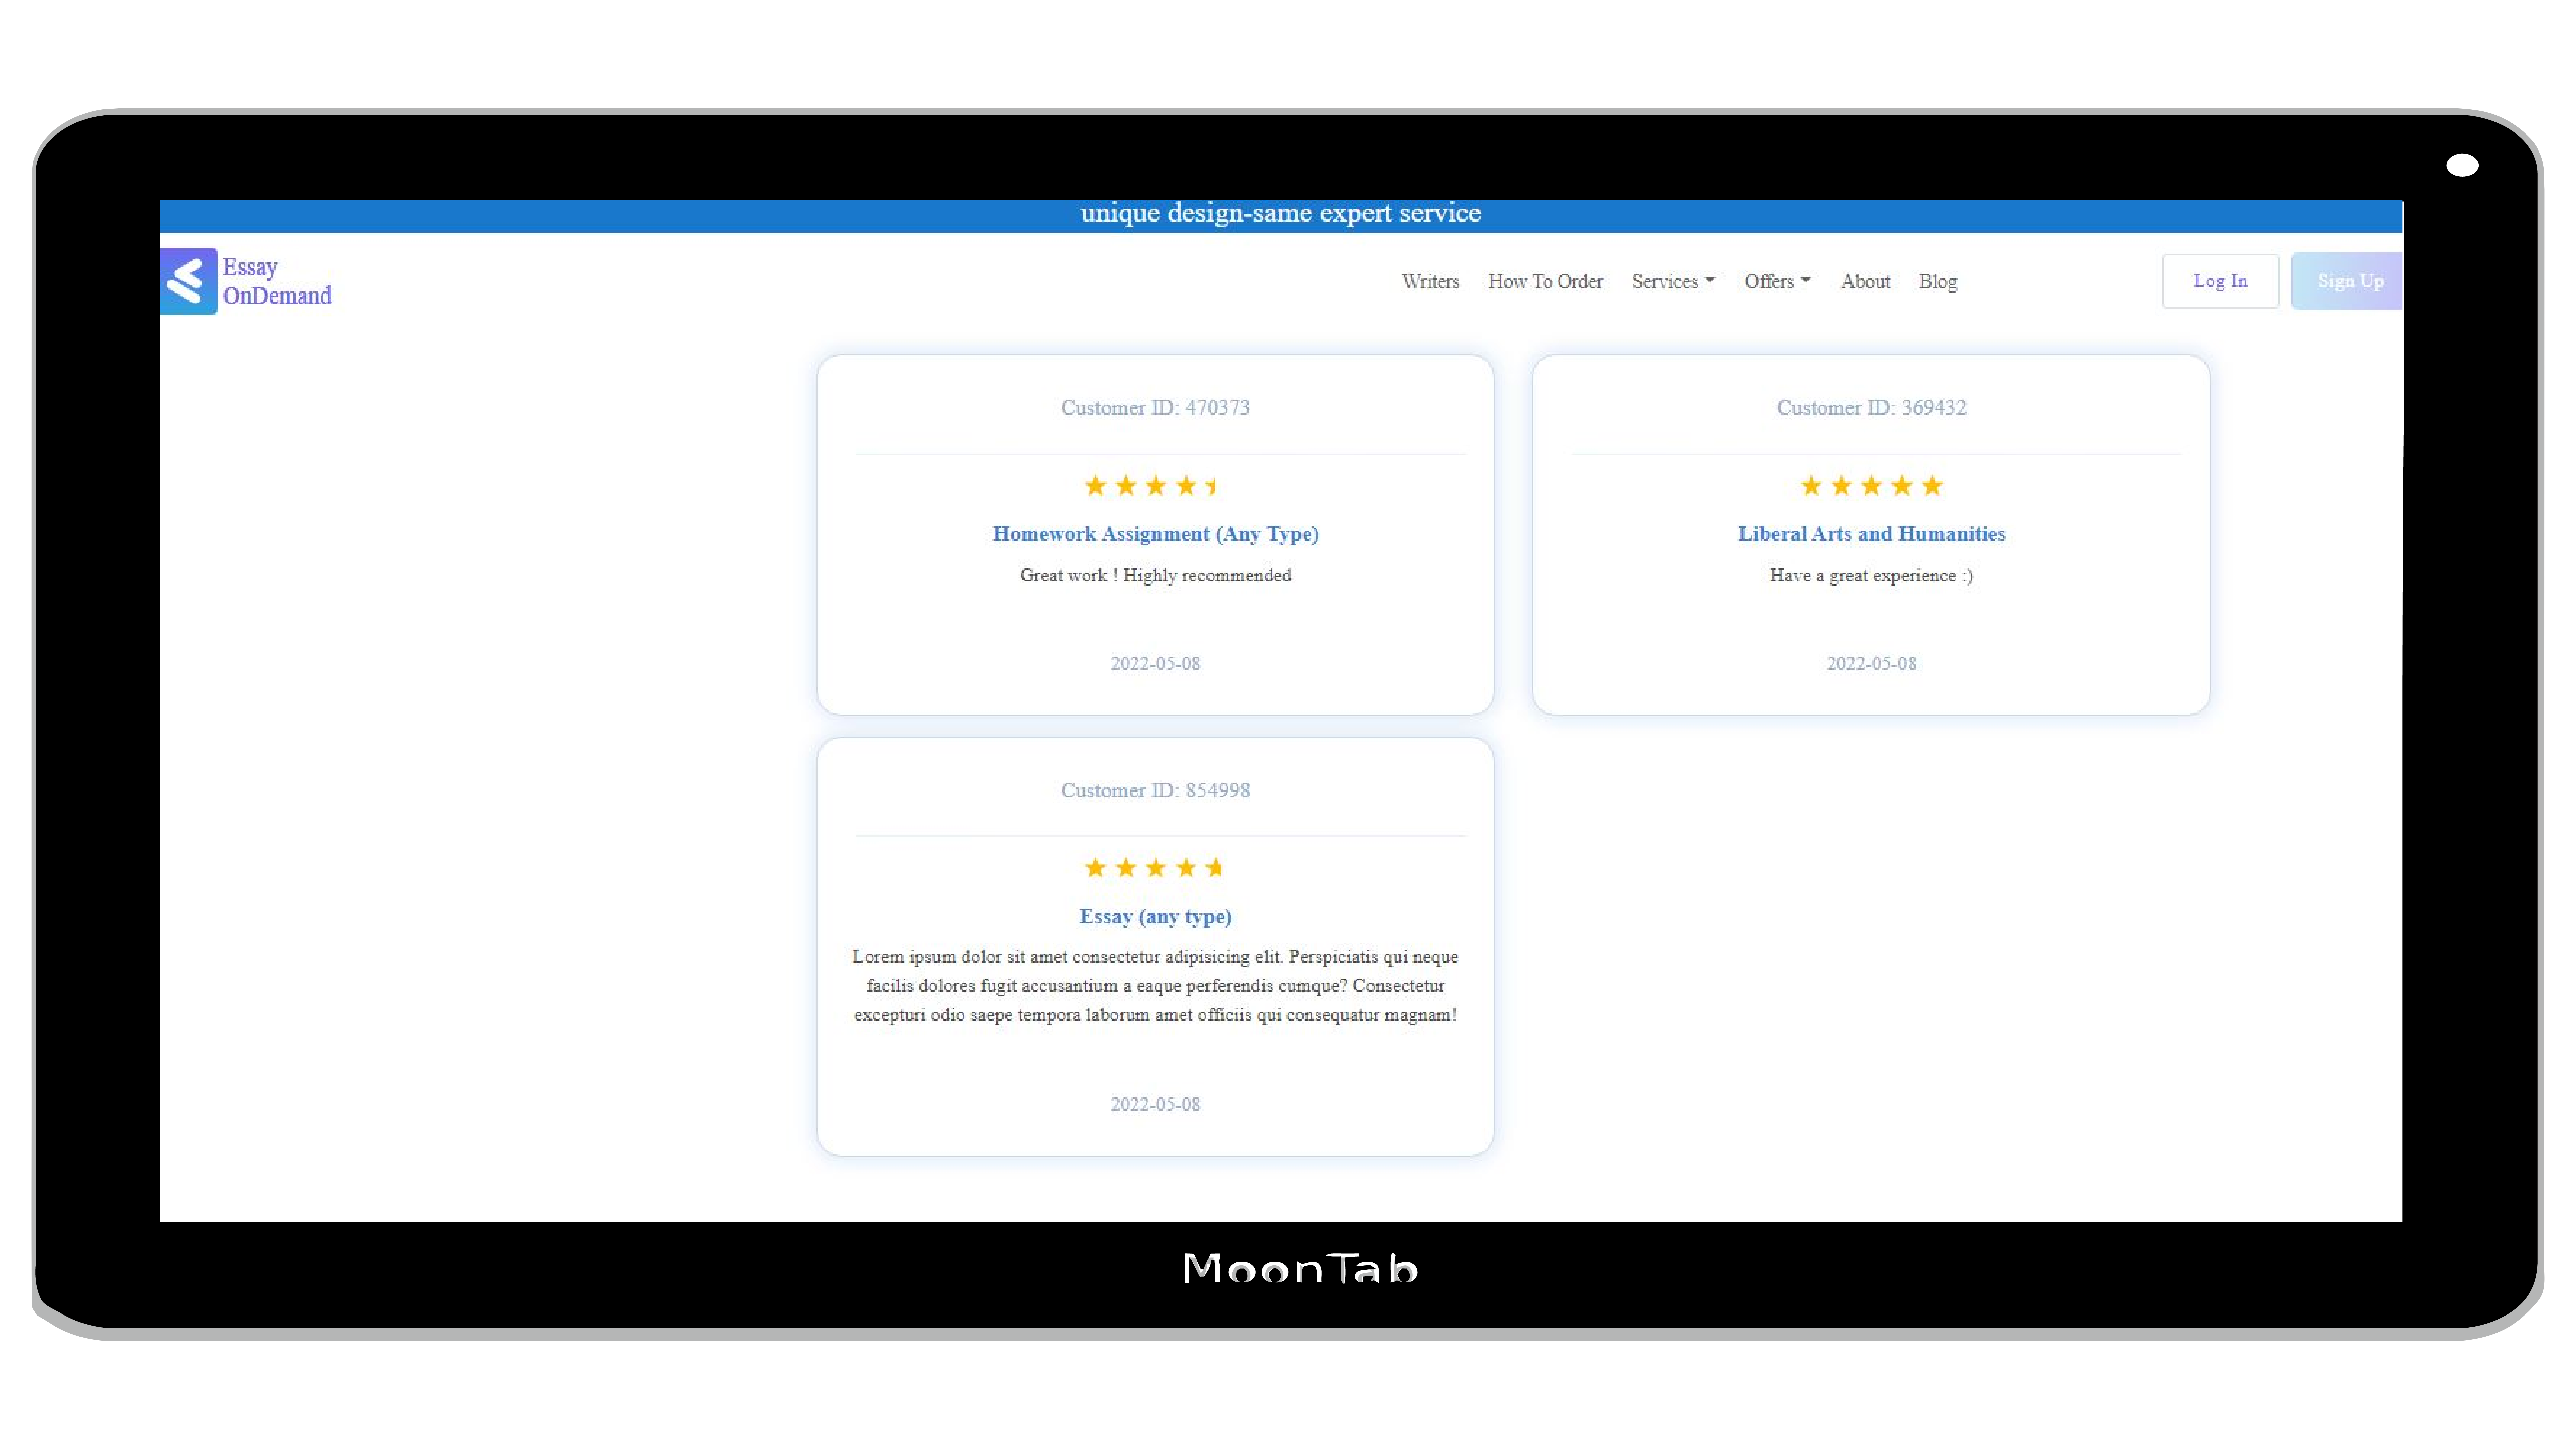 unique design-same expert service
Essay
OnDemand
Writers How To Order Services Offers About Blog Log In Sign Up
Customer ID: 470373
Homework Assignment (Any Type)
Great work ! Highly recommended
2022-05-08
Customer ID: 369432
Liberal Arts and Humanities
Have a great experience :)
2022-05-08
Customer ID: 854998
Essay (any type)
Lorem ipsum dolor sit amet consectetur adipisicing elit. Perspiciatis qui neque
facilis dolores fugit accusantium a eaque perferendis cumque? Consectetur
excepturi odio saepe tempora laborum amet officiis qui consequatur magnam!
2022-05-08
MoonTab